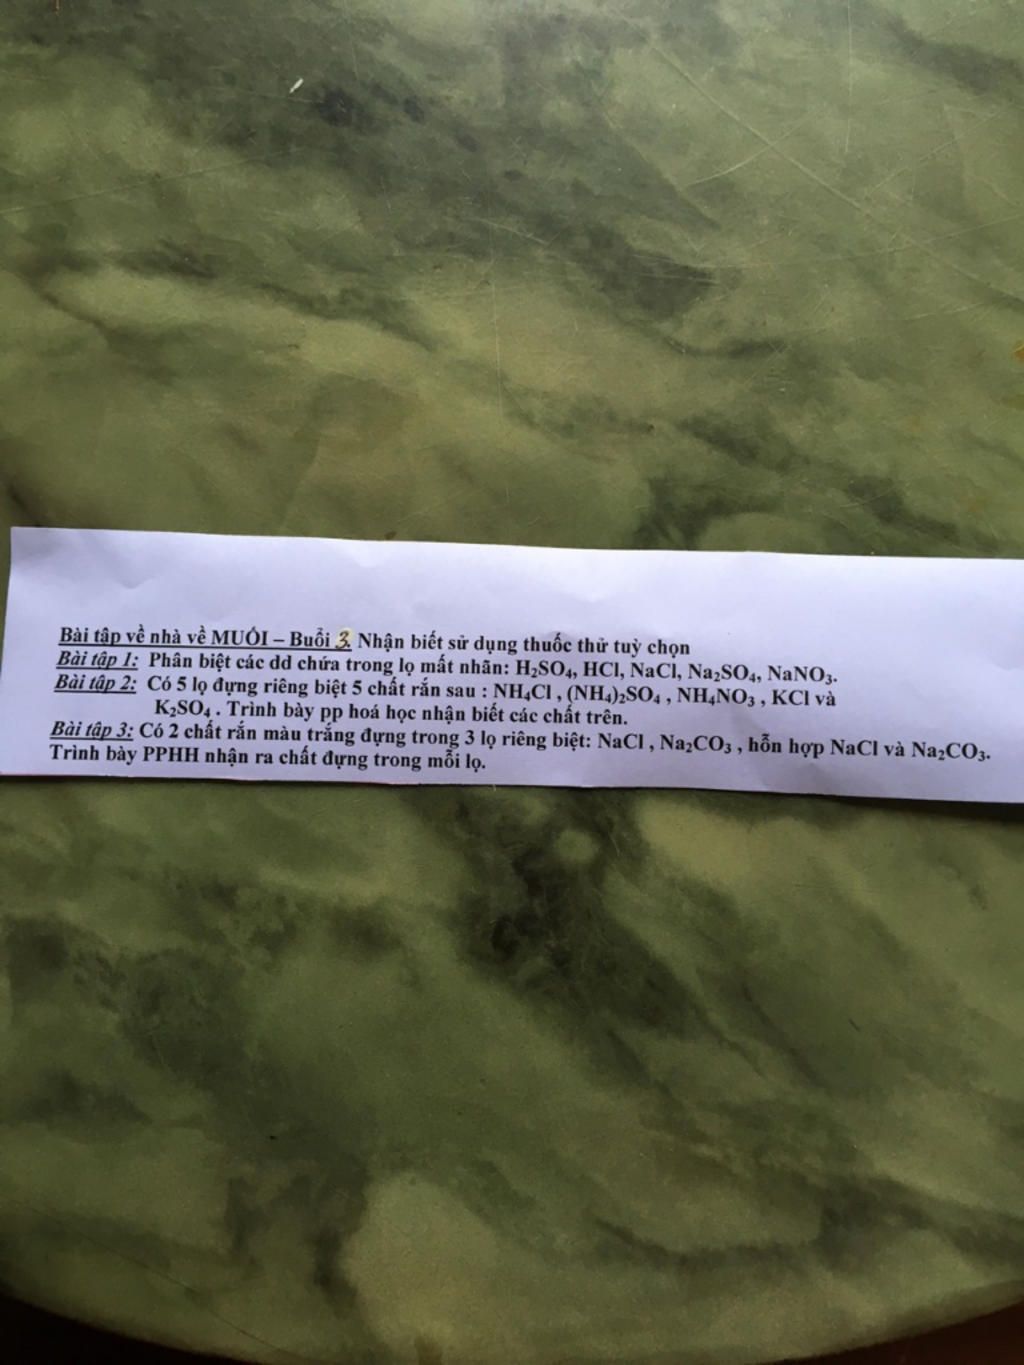 Bài tập về nhà về MUỐI – Buổi 3. Nhận biết sử dụng thuốc thử tuỳ chọn
Bài tập 1: Phân biệt các dd chứa trong lọ mất nhãn: H₂SO₄, HCl, NaCl, Na₂SO₄, NaNO₃.
Bài tập 2: Có 5 lọ đựng riêng biệt 5 chất rắn sau : NH₄Cl , (NH₄)₂SO₄ , NH₄NO₃ , KCl và
K₂SO₄ . Trình bày pp hoá học nhận biết các chất trên.
Bài tập 3: Có 2 chất rắn màu trắng đựng trong 3 lọ riêng biệt: NaCl , Na₂CO₃ , hỗn hợp NaCl và Na₂CO₃.
Trình bày PPHH nhận ra chất đựng trong mỗi lọ.